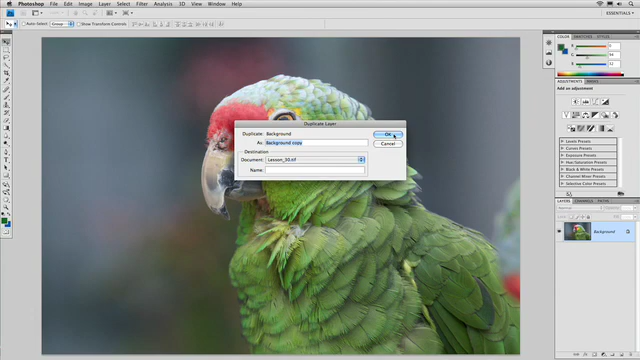 Photoshop File Edit Image Layer Select Filter Analysis 3D View Window Help
ESSENTIALS
Auto-Select: Group Show Transform Controls
Duplicate Layer
Duplicate: Background
OK
As: Background copy
Cancel
Destination
Document: Lesson_30.tif
Name:
COLOR SWATCHES STYLES
ADJUSTMENTS
Add an adjustment
Levels Presets
Curves Presets
Exposure Presets
Hue/Saturation Presets
Black & White Presets
Channel Mixer Presets
Selective Color Presets
LAYERS CHANNELS PATHS
Background